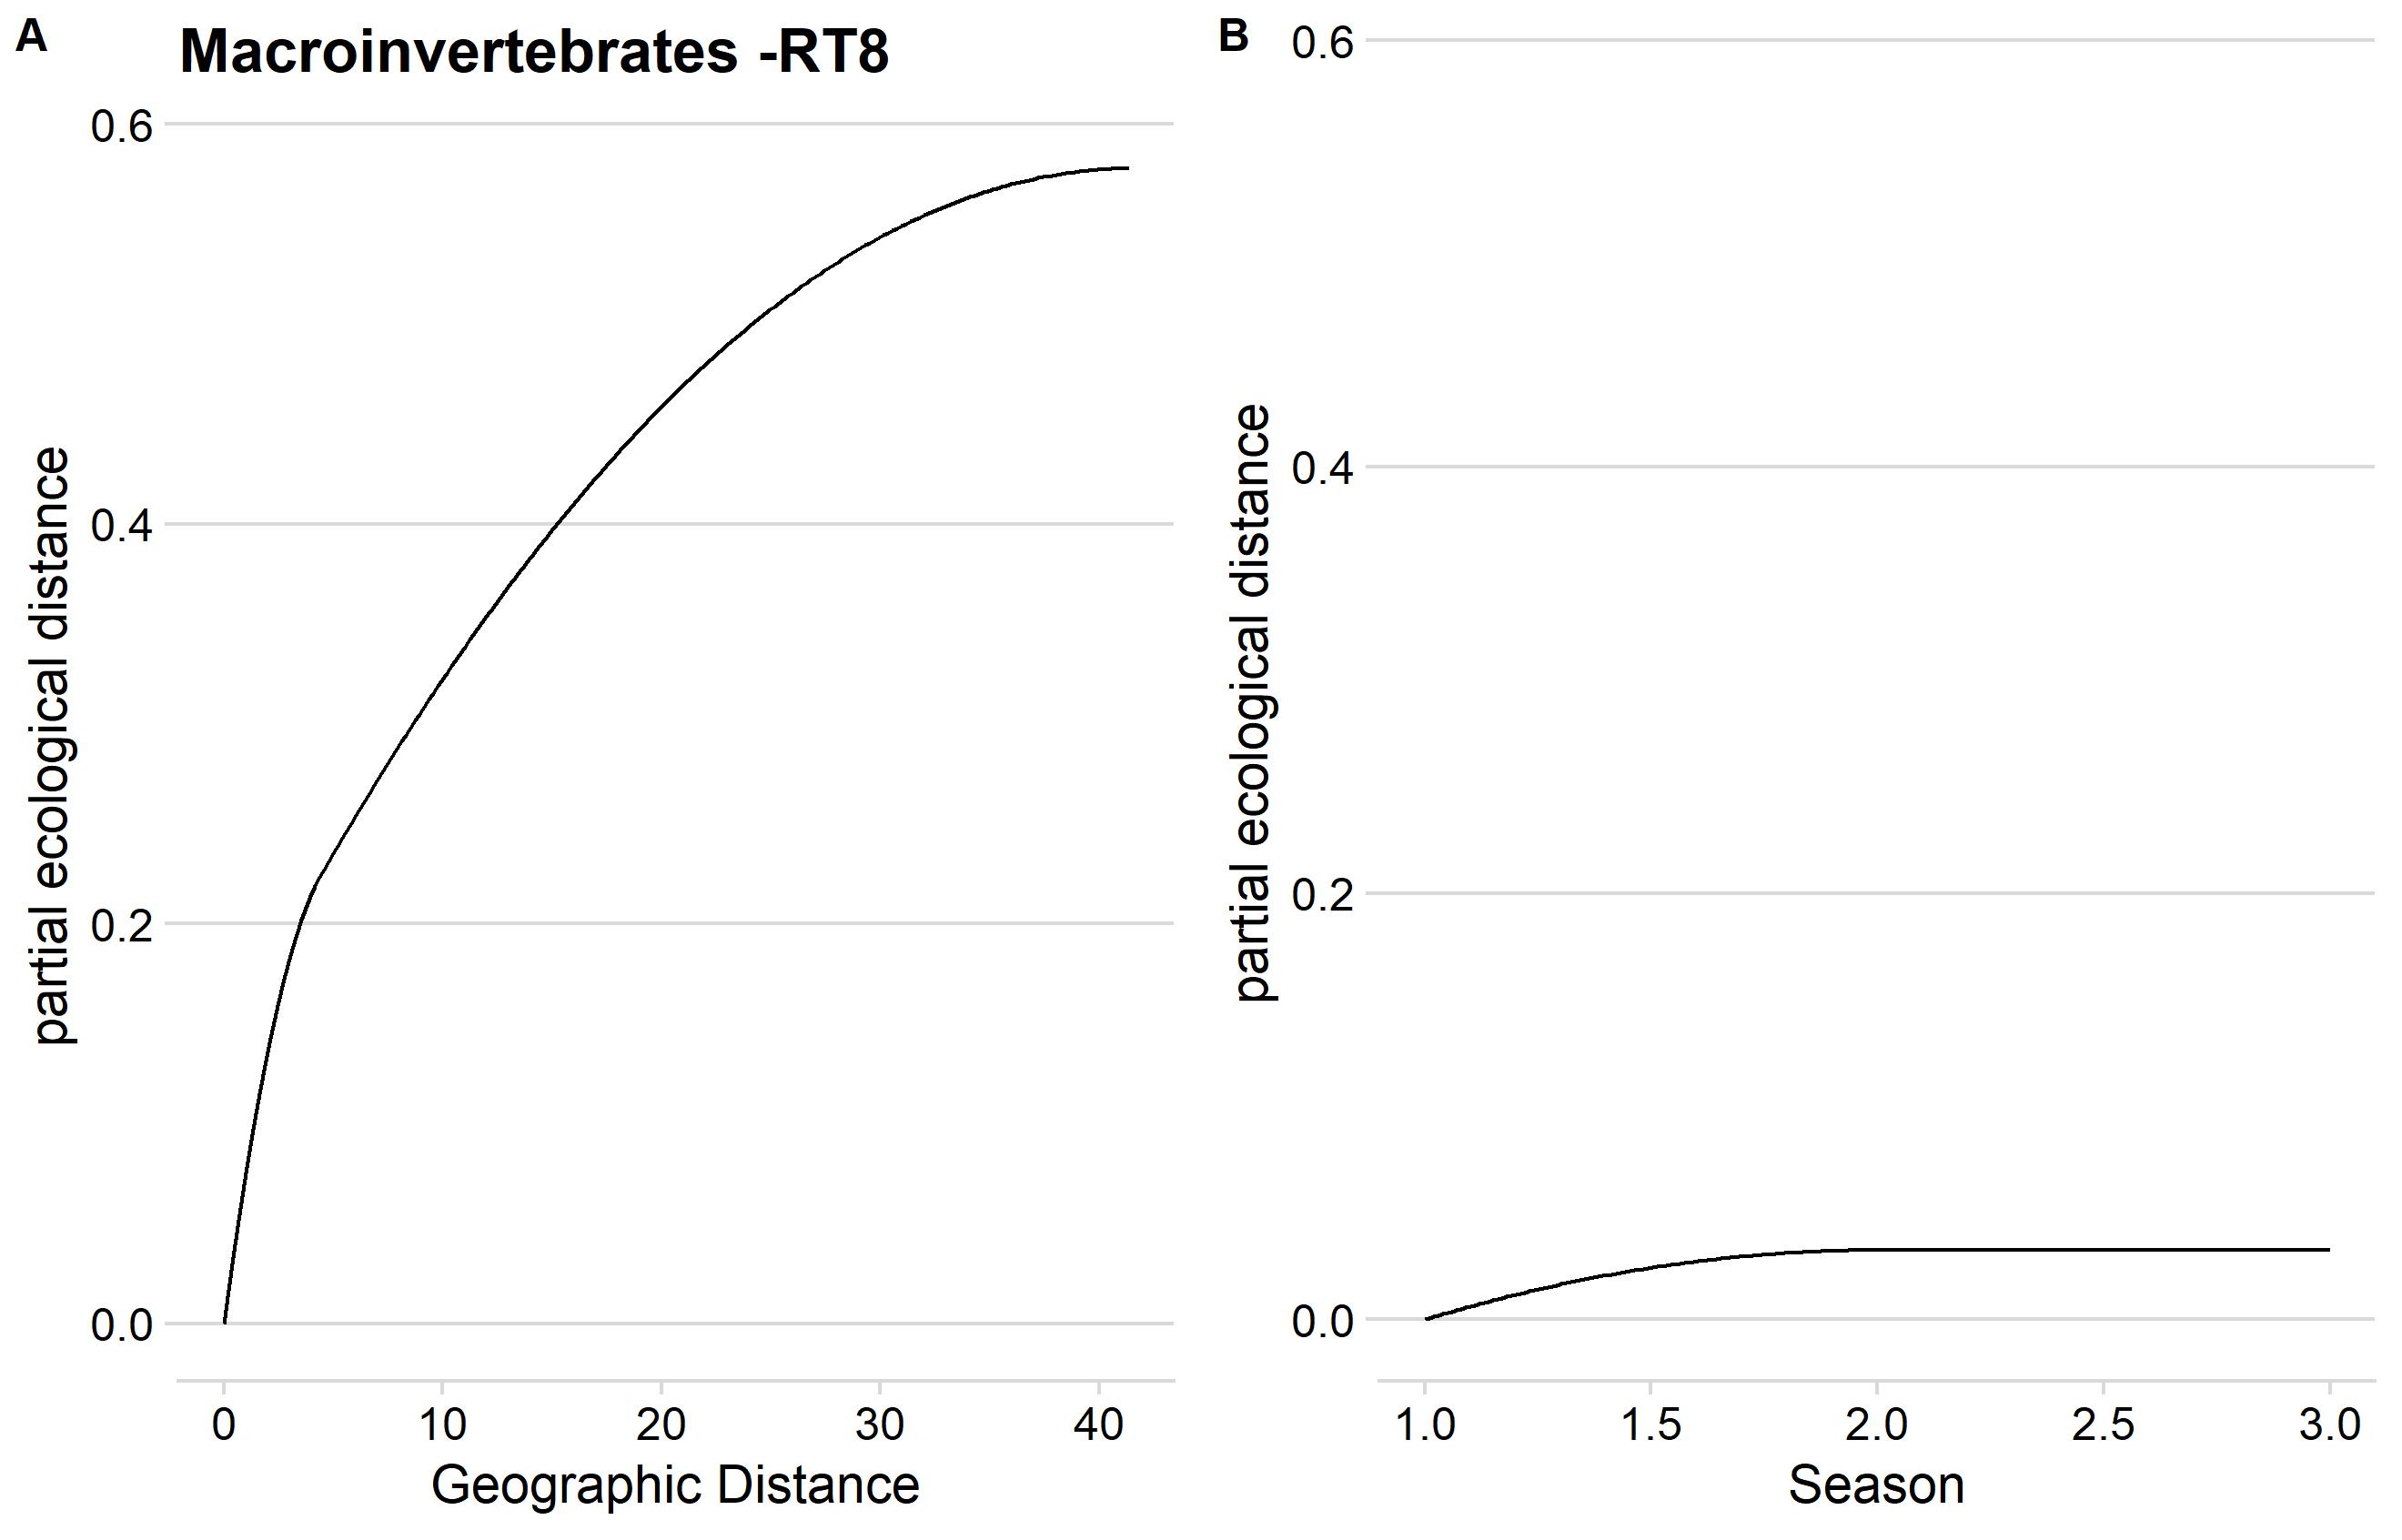 A
Macroinvertebrates -RT8
partial ecological distance
0.6
0.4
0.2
0.0
0 10 20 30 40
Geographic Distance
B
partial ecological distance
0.6
0.4
0.2
0.0
1.0 1.5 2.0 2.5 3.0
Season